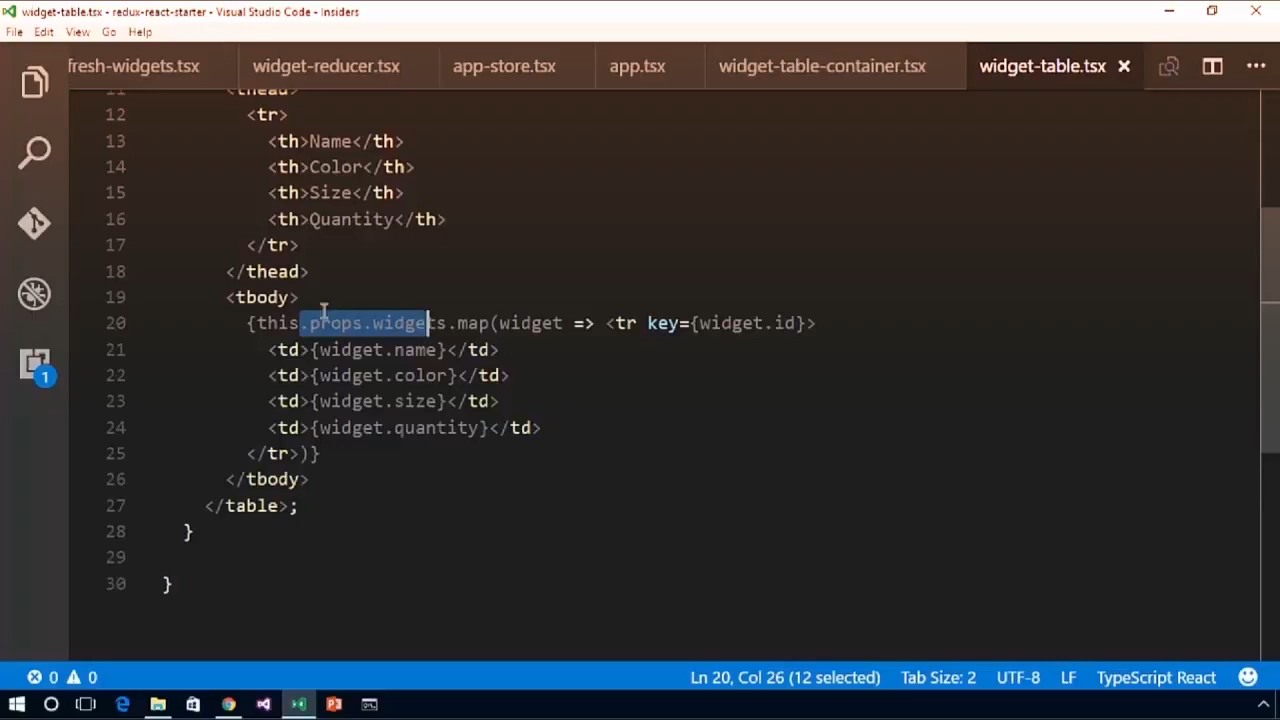 widget-table.tsx - redux-react-starter - Visual Studio Code - Insiders
File Edit View Go Help
fresh-widgets.tsx widget-reducer.tsx app-store.tsx app.tsx widget-table-container.tsx widget-table.tsx
11 <thead>
12 <tr>
13 <th>Name</th>
14 <th>Color</th>
15 <th>Size</th>
16 <th>Quantity</th>
17 </tr>
18 </thead>
19 <tbody>
20 {this.props.widgets.map(widget => <tr key={widget.id}>
21 <td>{widget.name}</td>
22 <td>{widget.color}</td>
23 <td>{widget.size}</td>
24 <td>{widget.quantity}</td>
25 </tr>)}
26 </tbody>
27 </table>;
28 }
29
30 }
1
0 0 Ln 20, Col 26 (12 selected) Tab Size: 2 UTF-8 LF TypeScript React